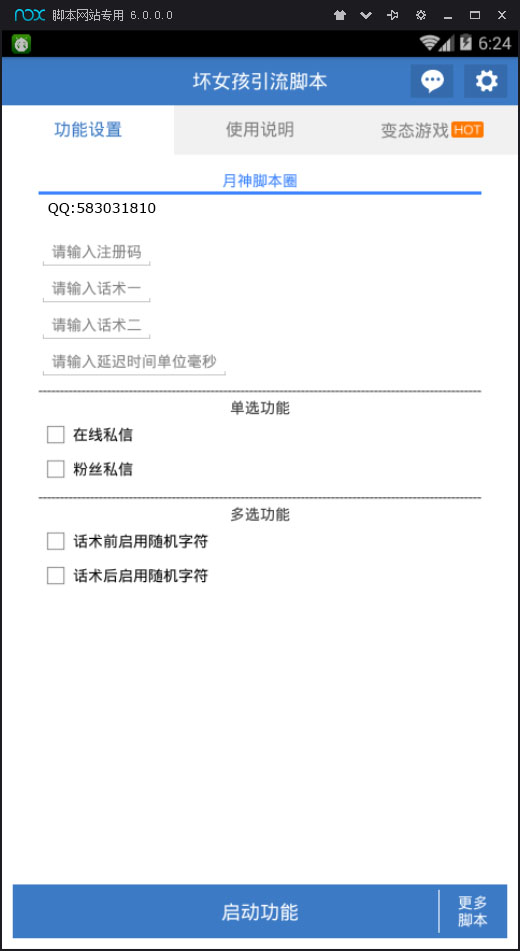 nox 脚本网站专用 6.0.0.0
6:24
坏女孩引流脚本
功能设置 使用说明 变态游戏 HOT
月神脚本圈
QQ:583031810
请输入注册码
请输入话术一
请输入话术二
请输入延迟时间单位毫秒
单选功能
在线私信
粉丝私信
多选功能
话术前启用随机字符
话术后启用随机字符
启动功能
更多
脚本